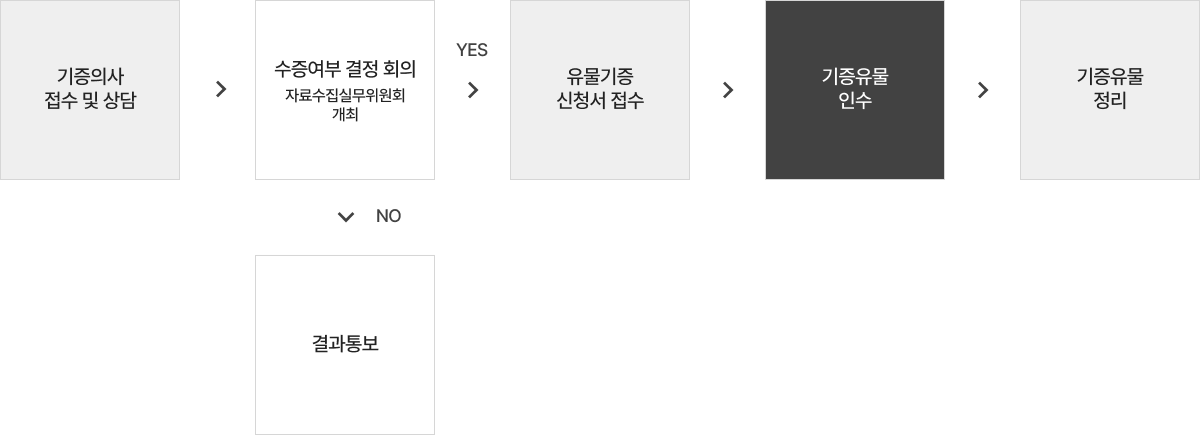 기증의사
접수 및 상담
수증여부 결정 회의
자료수집실무위원회
개최
YES
유물기증
신청서 접수
기증유물
인수
기증유물
정리
NO
결과통보